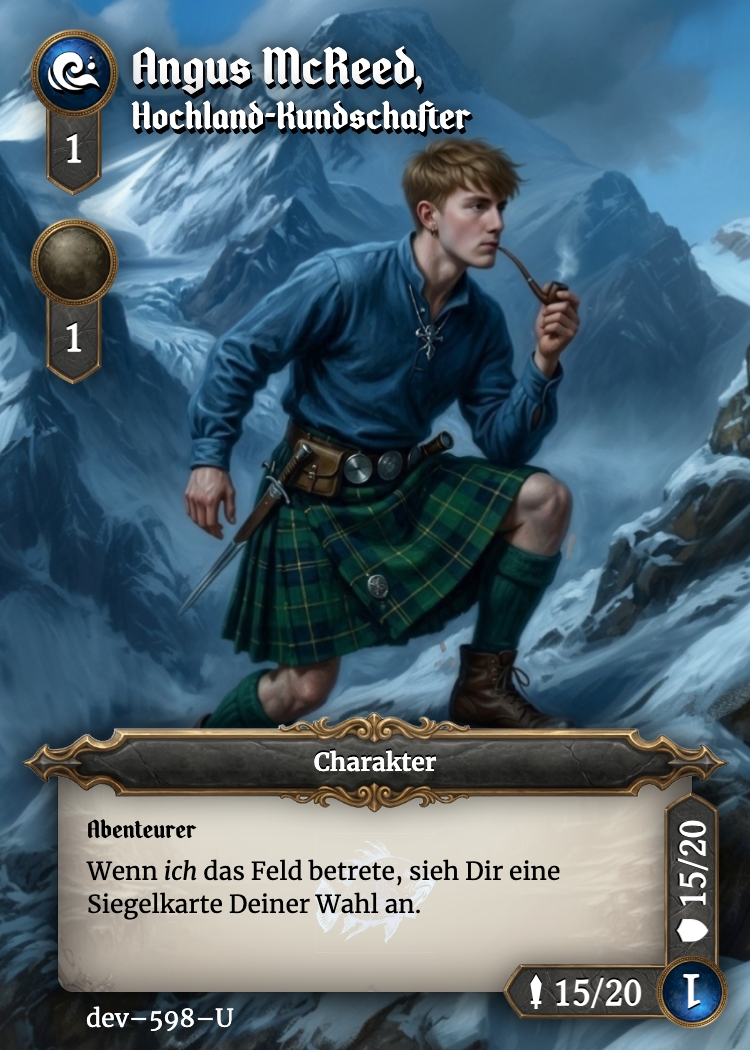 Angus McReed,
Hochland-Kundschafter
1
1
Charakter
Abenteurer
Wenn ich das Feld betrete, sieh Dir eine
Siegelkarte Deiner Wahl an.
15/20
15/20
1
dev–598–U